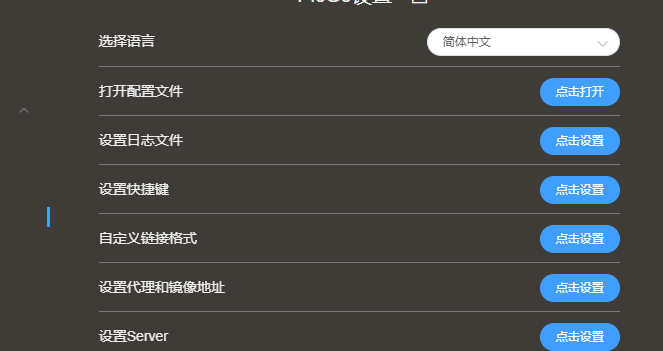 选择语言 简体中文
打开配置文件 点击打开
设置日志文件 点击设置
设置快捷键 点击设置
自定义链接格式 点击设置
设置代理和镜像地址 点击设置
设置Server 点击设置